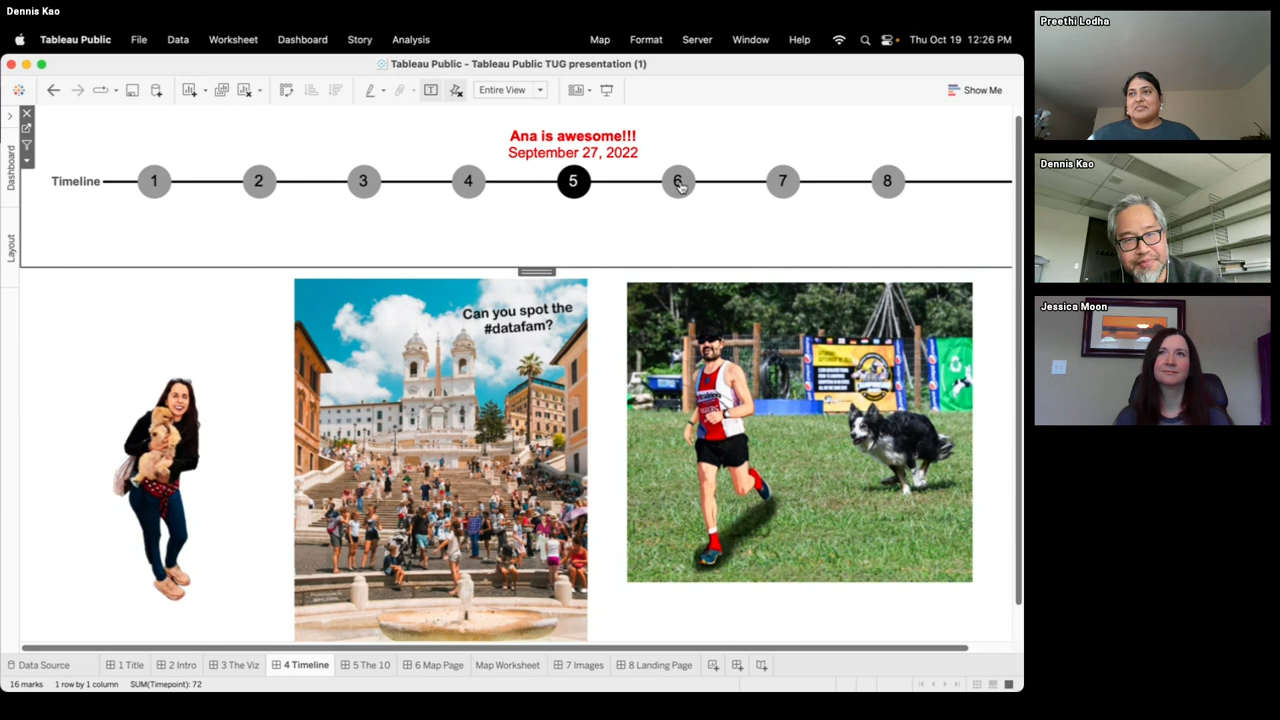 Dennis Kao
Tableau Public File Data Worksheet Dashboard Story Analysis Map Format Server Window Help Thu Oct 19 12:26 PM
Tableau Public - Tableau Public TUG presentation (1)
Entire View
Show Me
Dashboard
Layout
Ana is awesome!!!
September 27, 2022
Timeline 1 2 3 4 5 6 7 8
Can you spot the
#datafam?
Data Source 1 Title 2 Intro 3 The Viz 4 Timeline 5 The 10 6 Map Page Map Worksheet 7 Images 8 Landing Page
16 marks 1 row by 1 column SUM(Timepoint): 72
Preethi Lodha
Dennis Kao
Jessica Moon